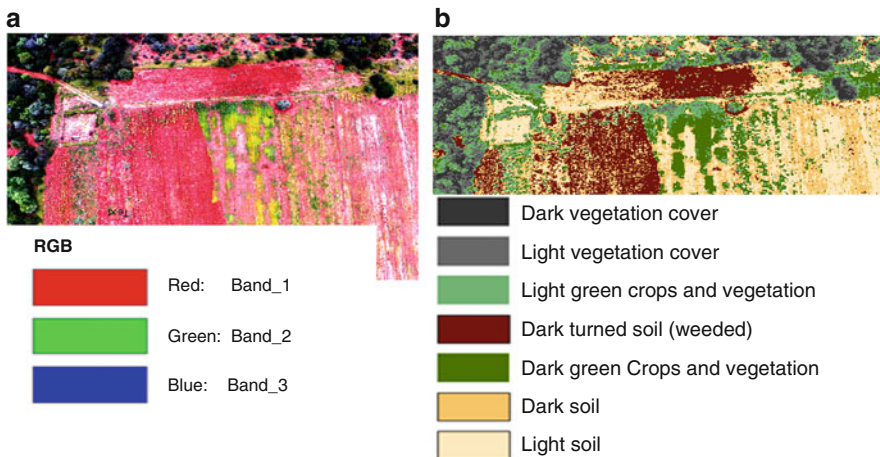 a
b
RGB
Red: Band_1
Green: Band_2
Blue: Band_3
Dark vegetation cover
Light vegetation cover
Light green crops and vegetation
Dark turned soil (weeded)
Dark green Crops and vegetation
Dark soil
Light soil